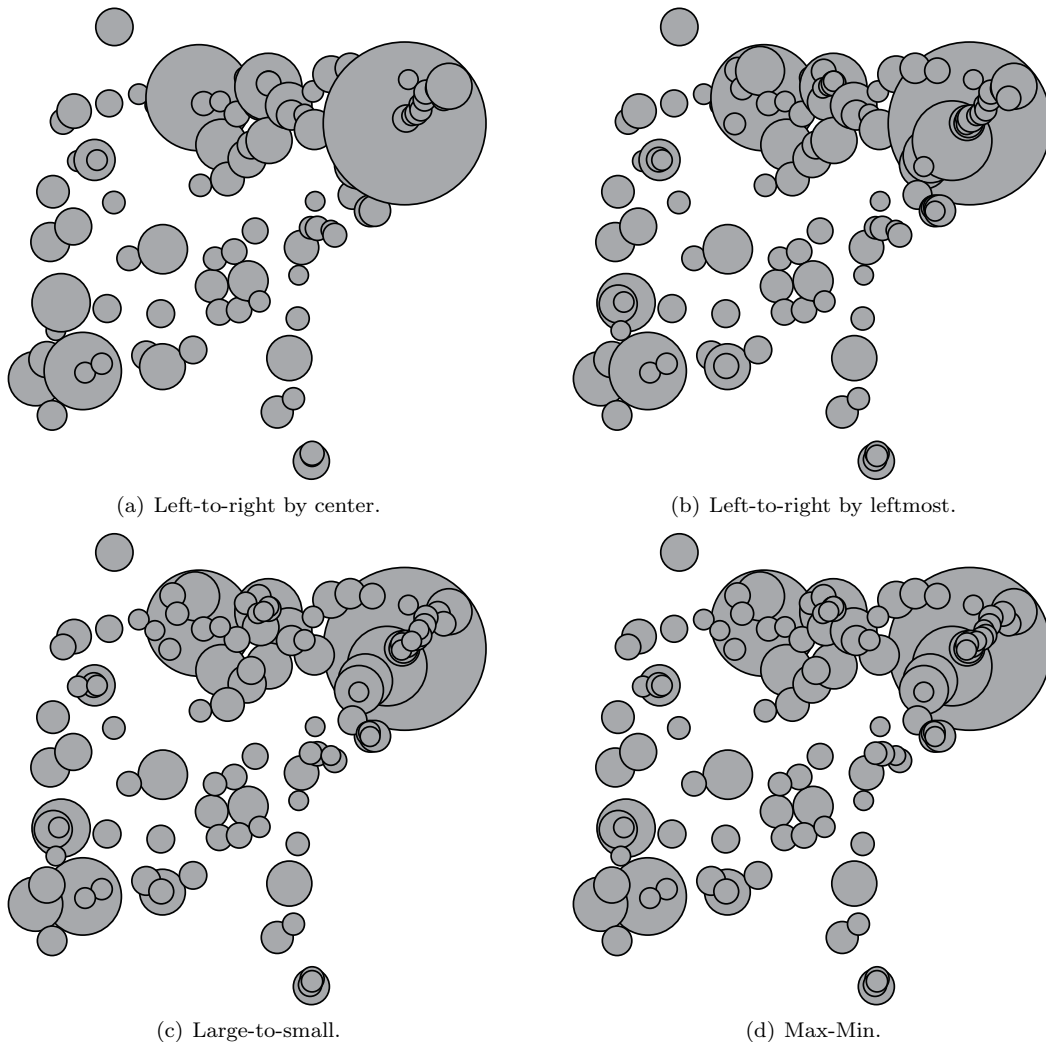 (a) Left-to-right by center.
(b) Left-to-right by leftmost.
(c) Large-to-small.
(d) Max-Min.